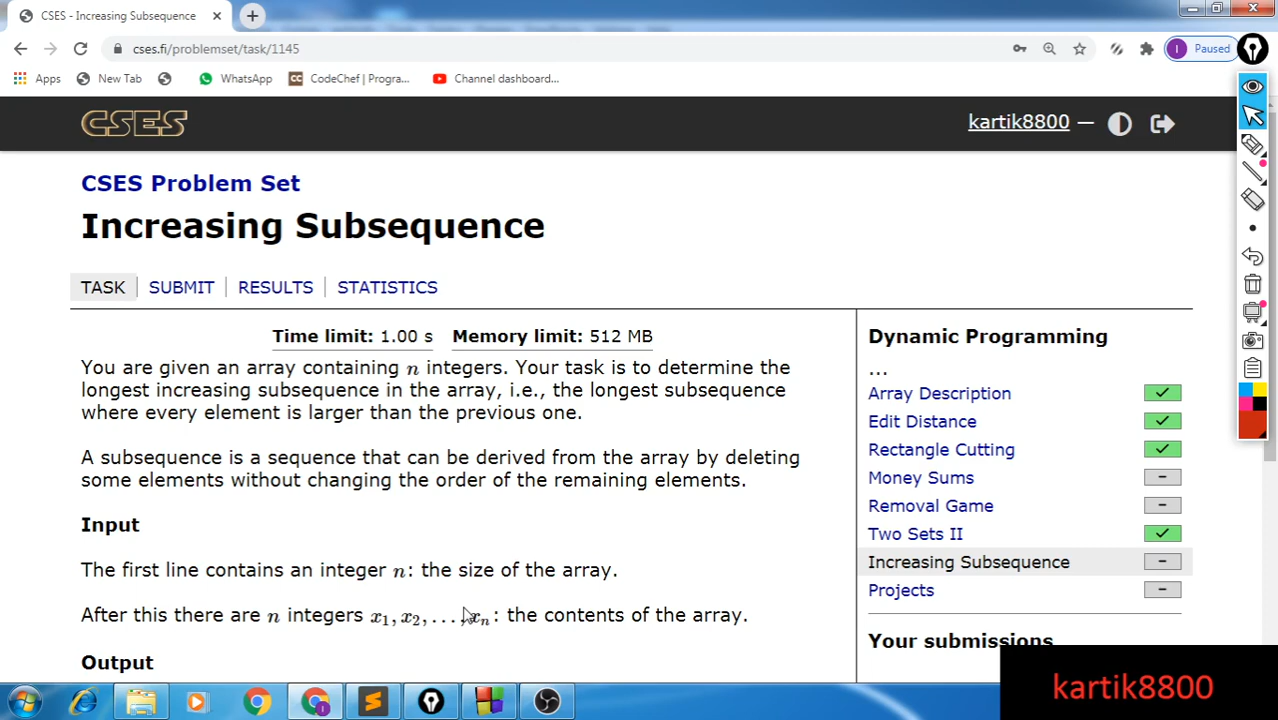 CSES - Increasing Subsequence
cses.fi/problemset/task/1145
Paused
Apps
New Tab
WhatsApp
CodeChef | Progra...
Channel dashboard...
CSES
kartik8800 —
CSES Problem Set
Increasing Subsequence
TASK
SUBMIT
RESULTS
STATISTICS
Time limit: 1.00 s Memory limit: 512 MB
You are given an array containing n integers. Your task is to determine the
longest increasing subsequence in the array, i.e., the longest subsequence
where every element is larger than the previous one.
A subsequence is a sequence that can be derived from the array by deleting
some elements without changing the order of the remaining elements.
Input
The first line contains an integer n: the size of the array.
After this there are n integers x₁, x₂, ..., xₙ: the contents of the array.
Output
Dynamic Programming
...
Array Description
Edit Distance
Rectangle Cutting
Money Sums
Removal Game
Two Sets II
Increasing Subsequence
Projects
Your submissions
kartik8800